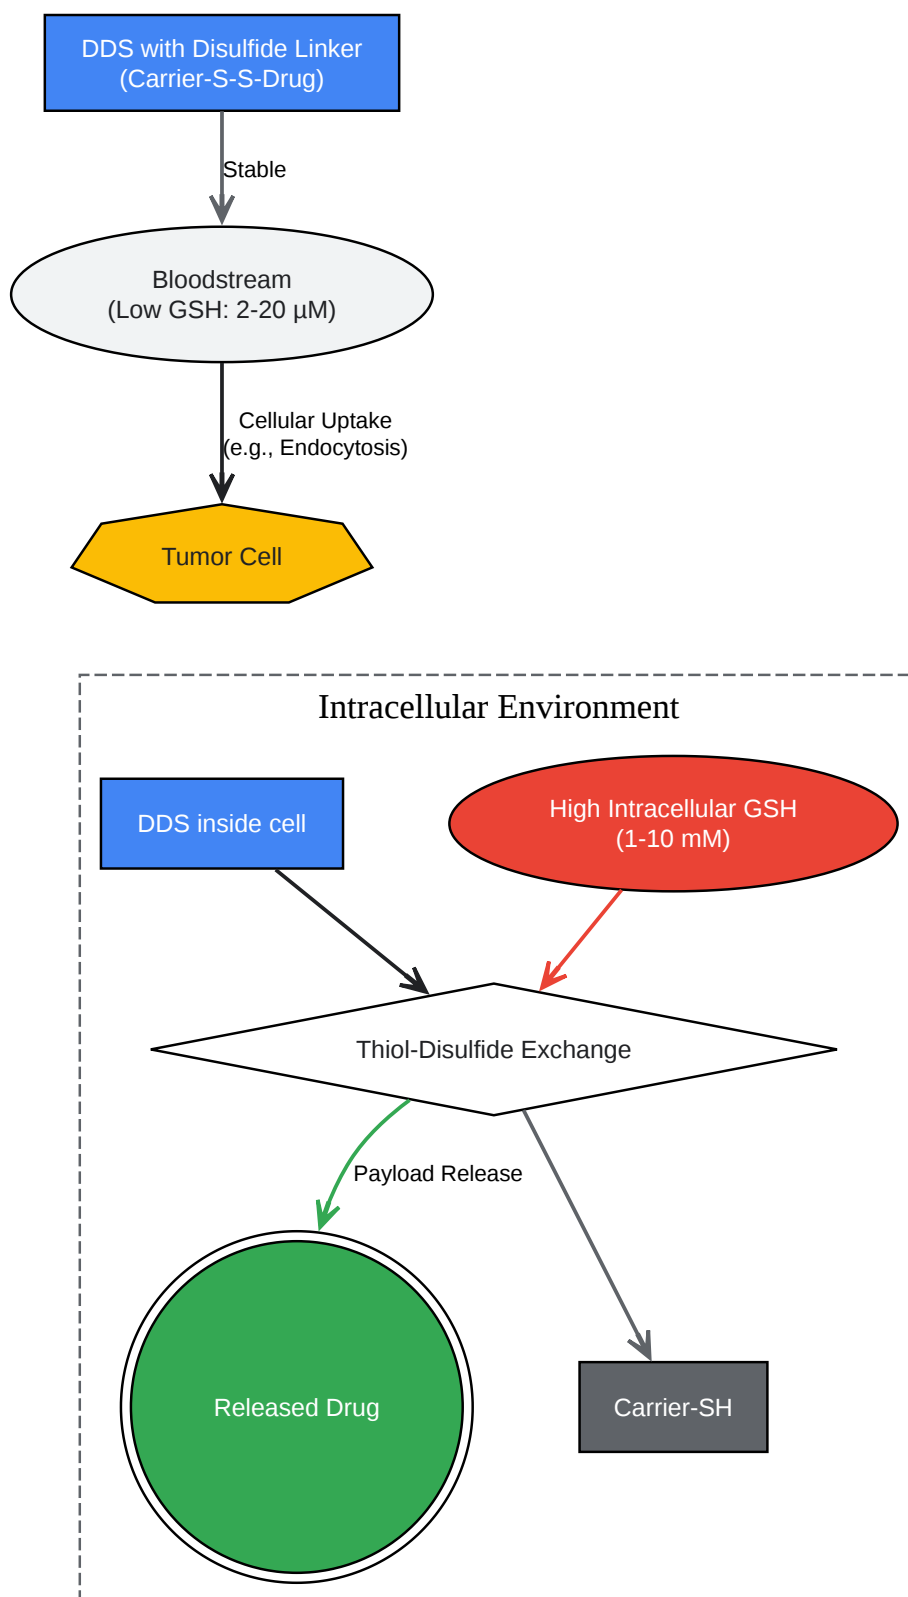 DDS with Disulfide Linker
(Carrier-S-S-Drug)
Stable
Bloodstream
(Low GSH: 2-20 µM)
Cellular Uptake
(e.g., Endocytosis)
Tumor Cell
Intracellular Environment
DDS inside cell
High Intracellular GSH
(1-10 mM)
Thiol-Disulfide Exchange
Payload Release
Released Drug
Carrier-SH